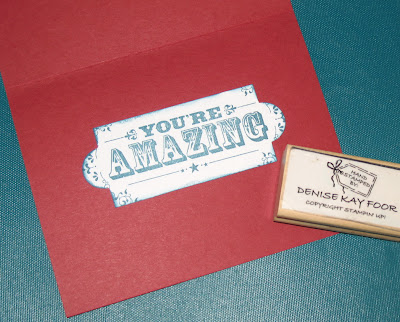 YOU'RE
AMAZING
HAND
STAMPED
BY:
DENISE KAY FOOR
COPYRIGHT STAMPIN UP!